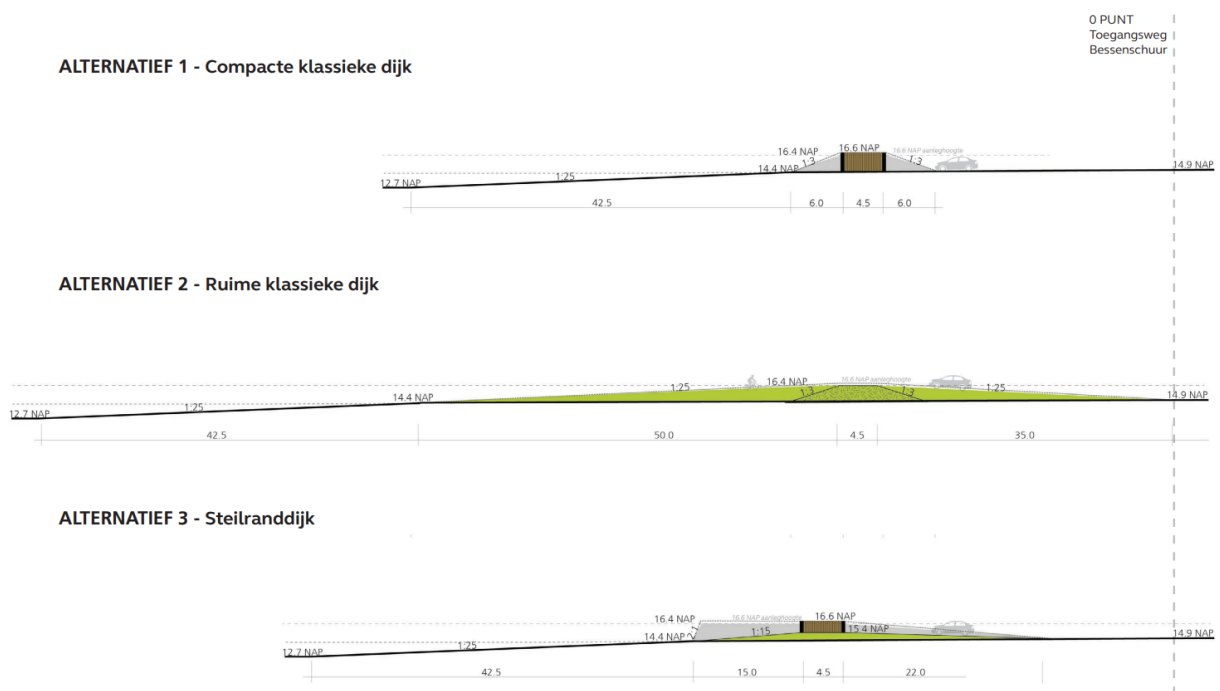 0 PUNT
Toegangsweg
Bessenschuur
ALTERNATIEF 1 - Compacte klassieke dijk
16.4 NAP
16.6 NAP
16.6 NAP aanleghoogte
1:3
1:3
14.4 NAP
14.9 NAP
12.7 NAP
1:25
42.5
6.0
4.5
6.0
ALTERNATIEF 2 - Ruime klassieke dijk
16.4 NAP
16.6 NAP aanleghoogte
1:25
1:25
1:3
1:3
14.4 NAP
14.9 NAP
12.7 NAP
1:25
42.5
50.0
4.5
35.0
ALTERNATIEF 3 - Steilranddijk
16.4 NAP
16.6 NAP aanleghoogte
16.6 NAP
14.4 NAP
2:1
1:15
15.4 NAP
14.9 NAP
12.7 NAP
1:25
42.5
15.0
4.5
22.0